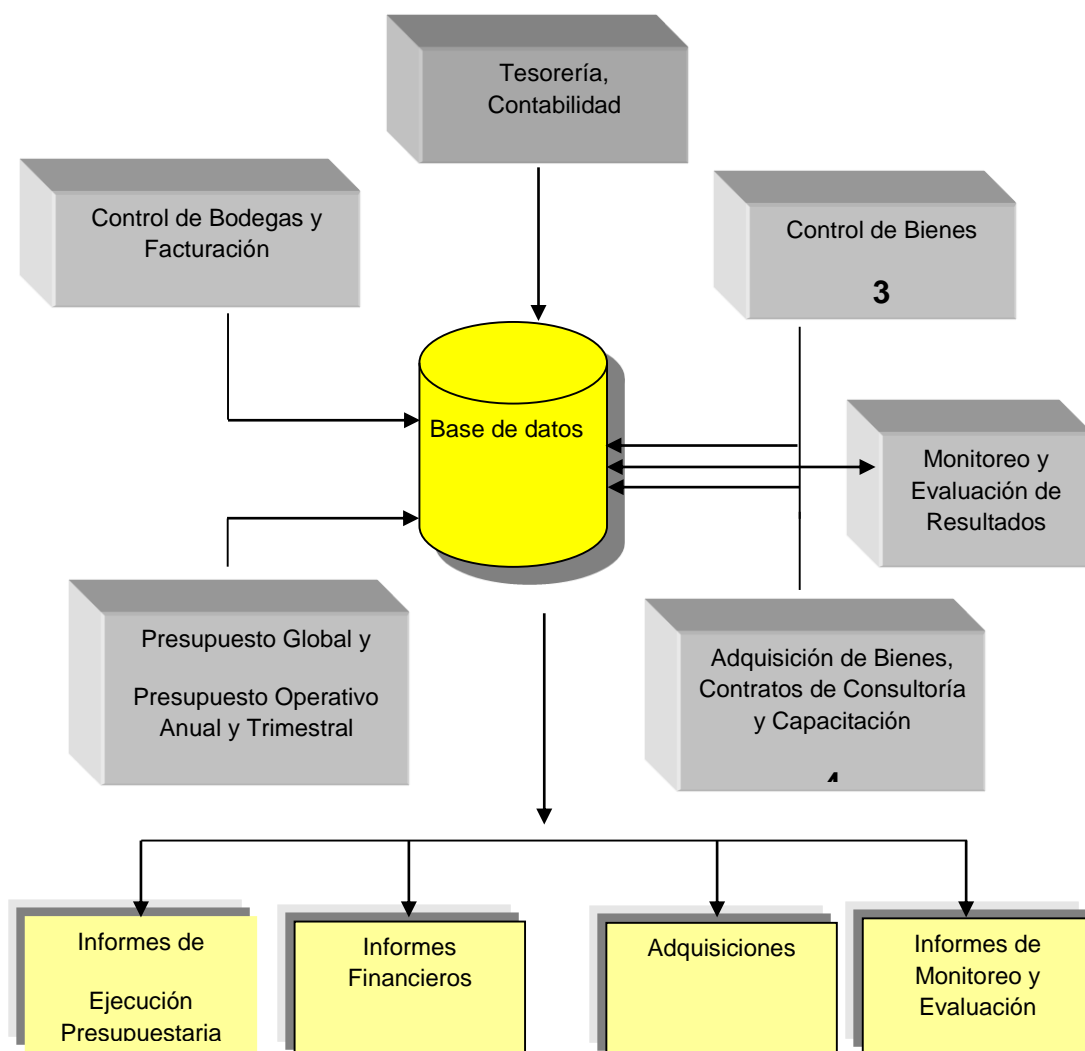 Tesorería,
Contabilidad
Control de Bodegas y
Facturación
Control de Bienes
3
Base de datos
Monitoreo y
Evaluación de
Resultados
Presupuesto Global y
Presupuesto Operativo
Anual y Trimestral
Adquisición de Bienes,
Contratos de Consultoría
y Capacitación
Informes de
Ejecución
Presupuestaria
Informes
Financieros
Adquisiciones
Informes de
Monitoreo y
Evaluación